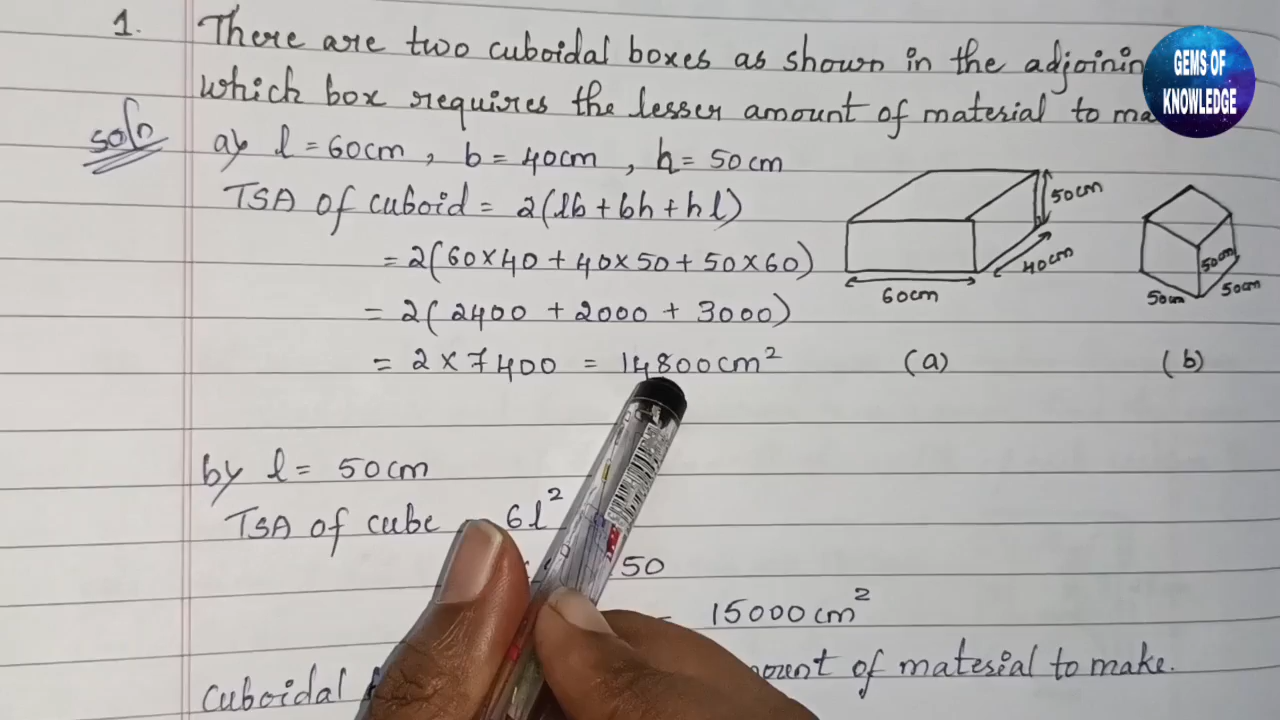 1. There are two cuboidal boxes as shown in the adjoinin
which box requires the lesser amount of material to ma
Soln
a) l = 60cm, b = 40cm, h = 50cm
TSA of cuboid = 2(lb + bh + hl)
= 2(60×40 + 40×50 + 50×60)
= 2(2400 + 2000 + 3000)
= 2 × 7400 = 14800cm²
50cm
40cm
60cm
(a)
50cm
50cm
50cm
(b)
b) l = 50cm
TSA of cube 6l²
50
15000cm²
Cuboidal
of material to make.
GEMS OF
KNOWLEDGE